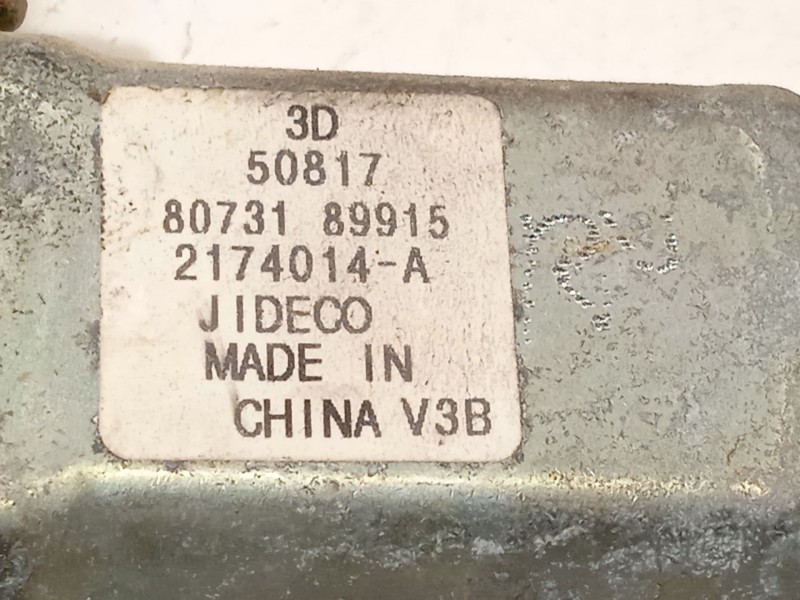 3D
50817
80731 89915
2174014-A
JIDECO
MADE IN
CHINA V3B